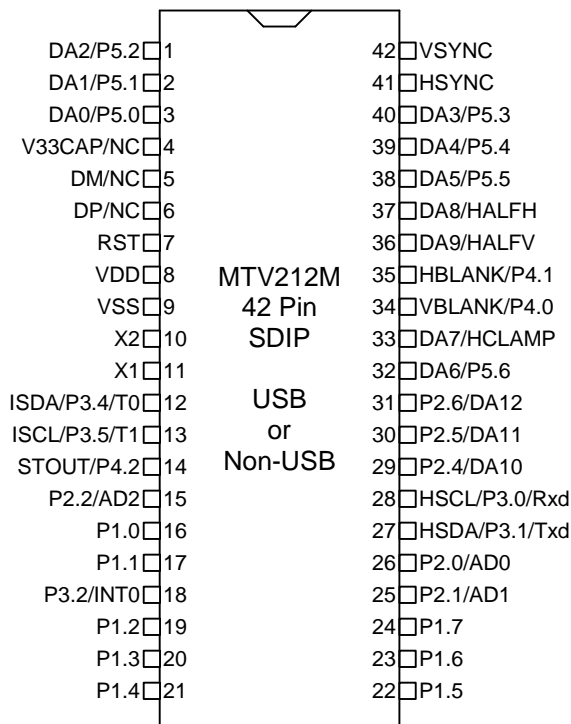 DA2/P5.2 1 42 VSYNC
DA1/P5.1 2 41 HSYNC
DA0/P5.0 3 40 DA3/P5.3
V33CAP/NC 4 39 DA4/P5.4
DM/NC 5 38 DA5/P5.5
DP/NC 6 37 DA8/HALFH
RST 7 36 DA9/HALFV
VDD 8 MTV212M 35 HBLANK/P4.1
VSS 9 42 Pin 34 VBLANK/P4.0
X2 10 SDIP 33 DA7/HCLAMP
X1 11 32 DA6/P5.6
ISDA/P3.4/T0 12 USB 31 P2.6/DA12
ISCL/P3.5/T1 13 or 30 P2.5/DA11
STOUT/P4.2 14 Non-USB 29 P2.4/DA10
P2.2/AD2 15 28 HSCL/P3.0/Rxd
P1.0 16 27 HSDA/P3.1/Txd
P1.1 17 26 P2.0/AD0
P3.2/INT0 18 25 P2.1/AD1
P1.2 19 24 P1.7
P1.3 20 23 P1.6
P1.4 21 22 P1.5